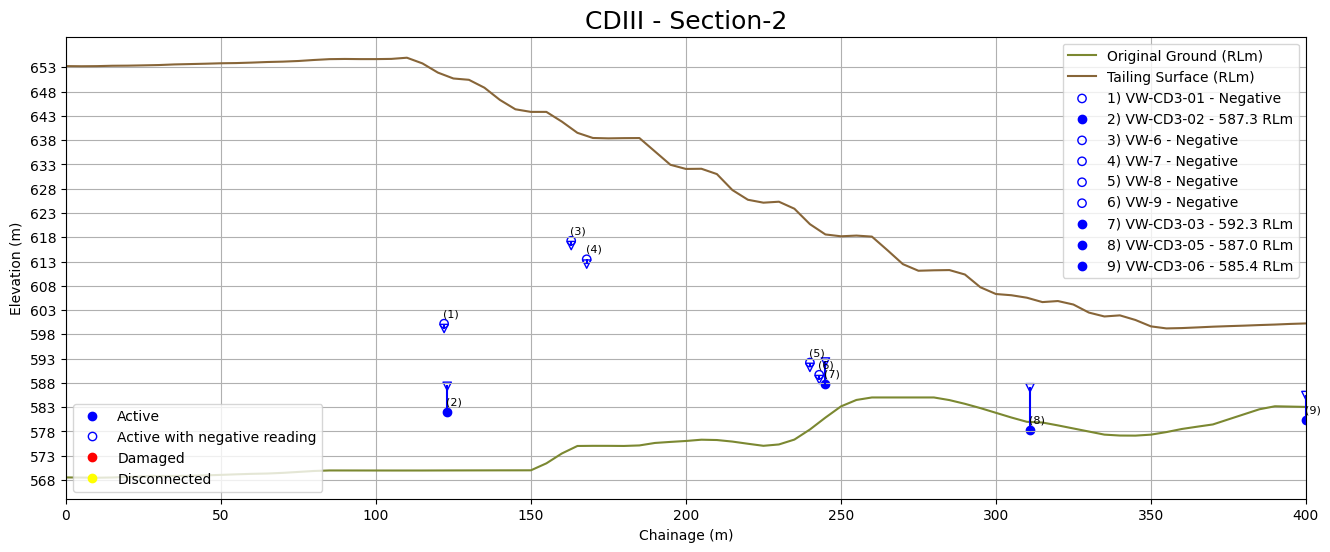 CDIII - Section-2
Elevation (m)
653
648
643
638
633
628
623
618
613
608
603
598
593
588
583
578
573
568
Original Ground (RLm)
Tailing Surface (RLm)
1) VW-CD3-01 - Negative
2) VW-CD3-02 - 587.3 RLm
3) VW-6 - Negative
4) VW-7 - Negative
5) VW-8 - Negative
6) VW-9 - Negative
7) VW-CD3-03 - 592.3 RLm
8) VW-CD3-05 - 587.0 RLm
9) VW-CD3-06 - 585.4 RLm
(3)
(4)
(1)
(5)
(6)
(7)
(2)
(8)
(9)
Active
Active with negative reading
Damaged
Disconnected
0
50
100
150
200
250
300
350
400
Chainage (m)